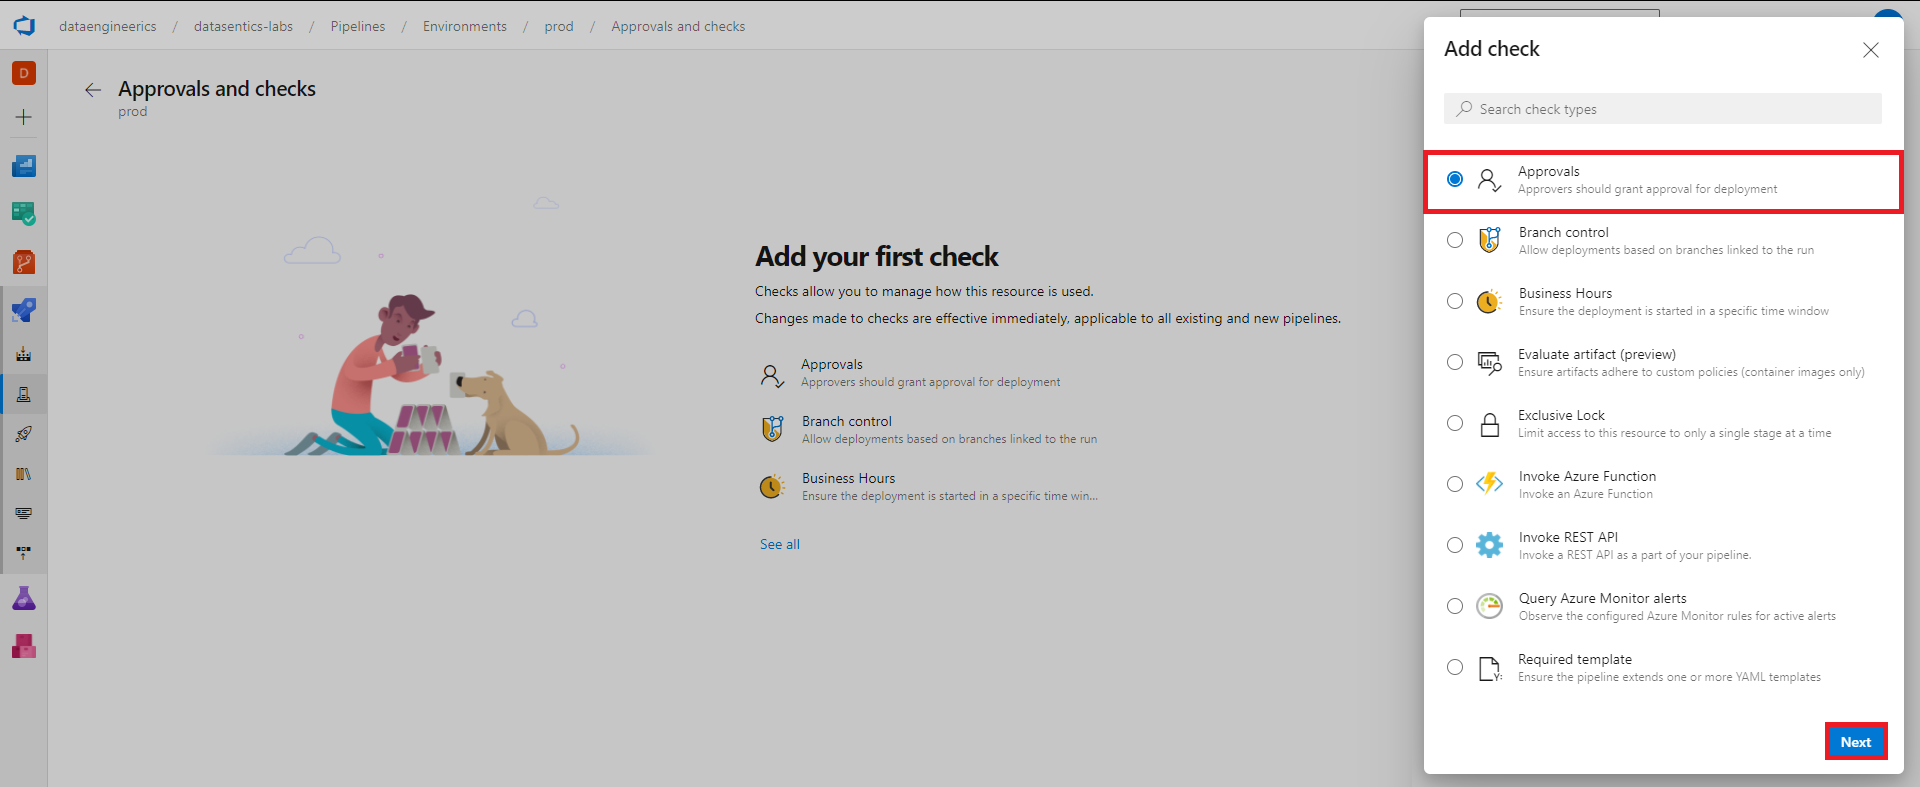 dataengineerics / datasentics-labs / Pipelines / Environments / prod / Approvals and checks
D
Approvals and checks
prod
Add your first check
Checks allow you to manage how this resource is used.
Changes made to checks are effective immediately, applicable to all existing and new pipelines.
Approvals
Approvers should grant approval for deployment
Branch control
Allow deployments based on branches linked to the run
Business Hours
Ensure the deployment is started in a specific time win...
See all
Add check
Search check types
Approvals
Approvers should grant approval for deployment
Branch control
Allow deployments based on branches linked to the run
Business Hours
Ensure the deployment is started in a specific time window
Evaluate artifact (preview)
Ensure artifacts adhere to custom policies (container images only)
Exclusive Lock
Limit access to this resource to only a single stage at a time
Invoke Azure Function
Invoke an Azure Function
Invoke REST API
Invoke a REST API as a part of your pipeline.
Query Azure Monitor alerts
Observe the configured Azure Monitor rules for active alerts
Required template
Y:
Ensure the pipeline extends one or more YAML templates
Next